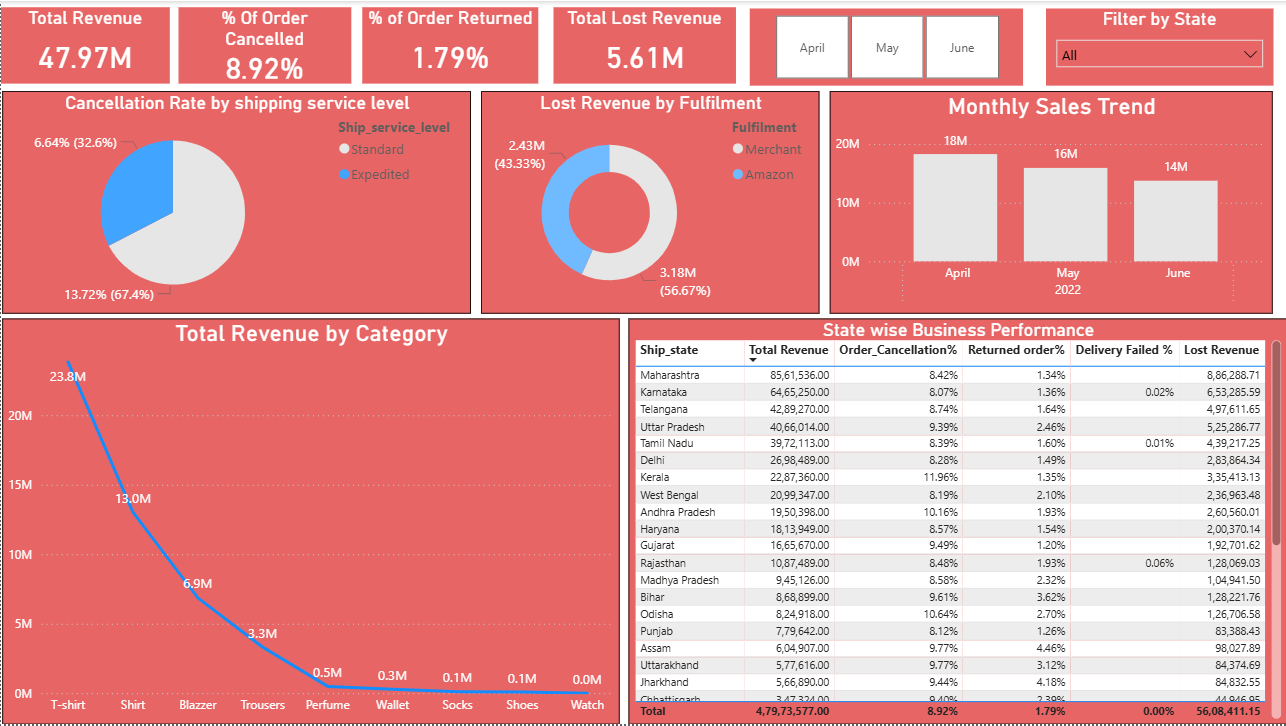 Total Revenue
47.97M
% Of Order
Cancelled
8.92%
% of Order Returned
1.79%
Total Lost Revenue
5.61M
April
May
June
Filter by State
All
Cancellation Rate by shipping service level
Ship_service_level
Standard
Expedited
6.64% (32.6%)
13.72% (67.4%)
Lost Revenue by Fulfilment
Fulfilment
Merchant
Amazon
2.43M
(43.33%)
3.18M
(56.67%)
Monthly Sales Trend
20M
10M
0M
18M
16M
14M
April
May
June
2022
Total Revenue by Category
20M
15M
10M
5M
0M
23.8M
13.0M
6.9M
3.3M
0.5M
0.3M
0.1M
0.1M
0.0M
T-shirt Shirt Blazzer Trousers Perfume Wallet Socks Shoes Watch
State wise Business Performance
Ship_state Total Revenue Order_Cancellation% Returned order% Delivery Failed % Lost Revenue
Maharashtra 85,61,536.00 8.42% 1.34% 8,86,288.71
Karnataka 64,65,250.00 8.07% 1.36% 0.02% 6,53,285.59
Telangana 42,89,270.00 8.74% 1.64% 4,97,611.65
Uttar Pradesh 40,66,014.00 9.39% 2.46% 5,25,286.77
Tamil Nadu 39,72,113.00 8.39% 1.60% 0.01% 4,39,217.25
Delhi 26,98,489.00 8.28% 1.49% 2,83,864.34
Kerala 22,87,360.00 11.96% 1.35% 3,35,413.13
West Bengal 20,99,347.00 8.19% 2.10% 2,36,963.48
Andhra Pradesh 19,50,398.00 10.16% 1.93% 2,60,560.01
Haryana 18,13,949.00 8.57% 1.54% 2,00,370.14
Gujarat 16,65,670.00 9.49% 1.20% 1,92,701.62
Rajasthan 10,87,489.00 8.48% 1.93% 0.06% 1,28,069.03
Madhya Pradesh 9,45,126.00 8.58% 2.32% 1,04,941.50
Bihar 8,68,899.00 9.61% 3.62% 1,28,221.76
Odisha 8,24,918.00 10.64% 2.70% 1,26,706.58
Punjab 7,79,642.00 8.12% 1.26% 83,388.43
Assam 6,04,907.00 9.77% 4.46% 98,027.89
Uttarakhand 5,77,616.00 9.77% 3.12% 84,374.69
Jharkhand 5,66,890.00 9.44% 4.18% 84,832.55
Chhattisgarh 3,47,324.00 9.40% 2.39% 44,946.95
Total 4,79,73,577.00 8.92% 1.79% 0.00% 56,08,411.15